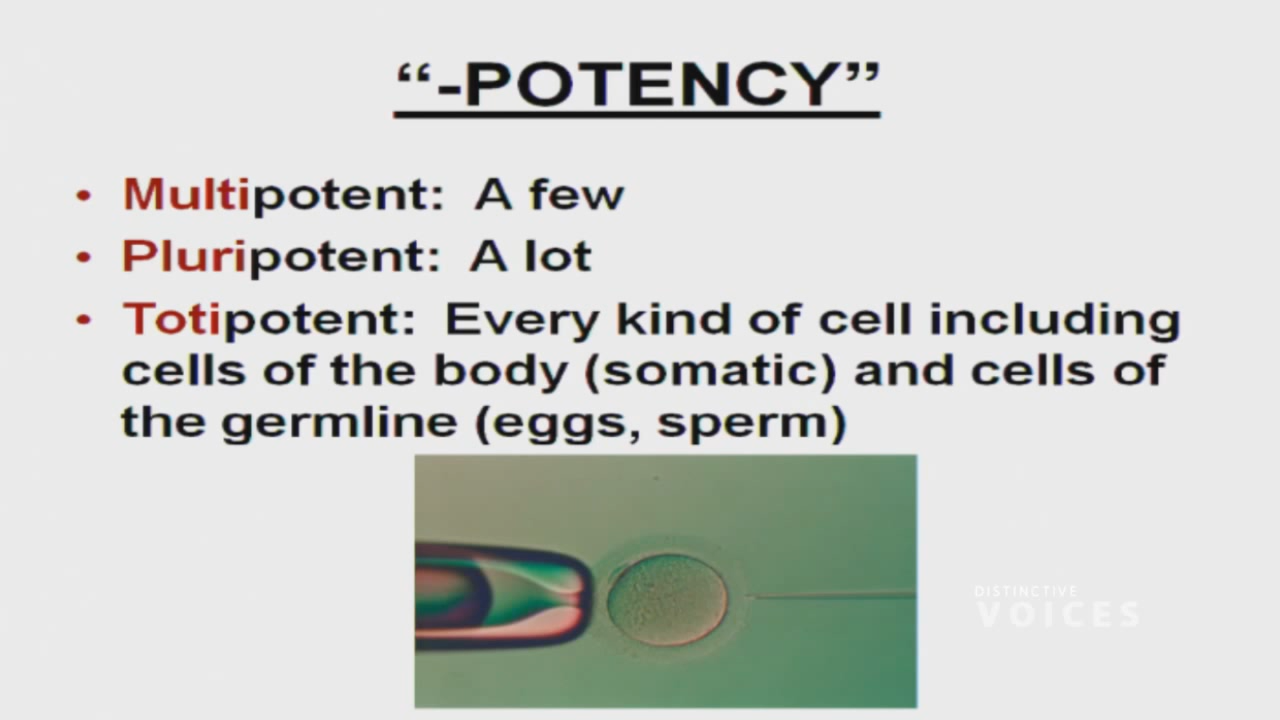 “-POTENCY”
• Multipotent: A few
• Pluripotent: A lot
• Totipotent: Every kind of cell including
cells of the body (somatic) and cells of
the germline (eggs, sperm)
DISTINCTIVE
VOICES